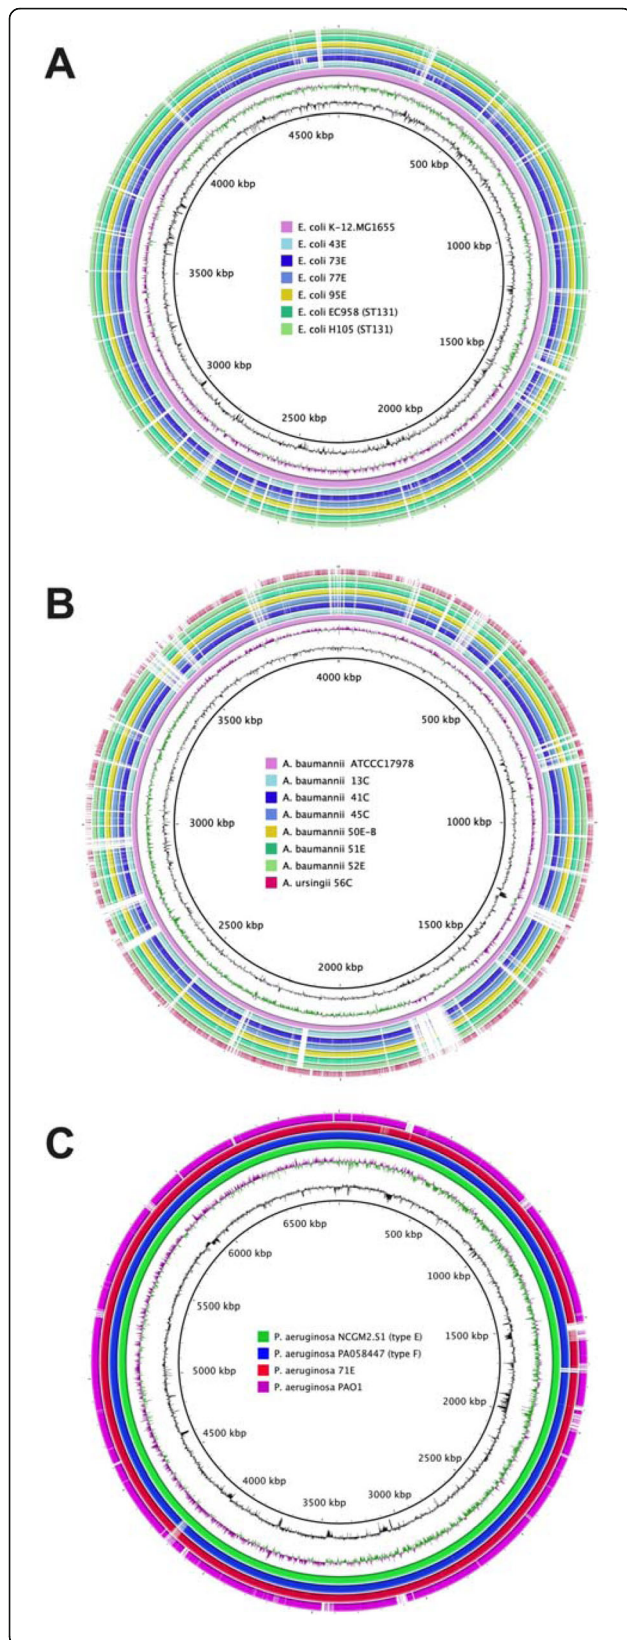 A
4500 kbp
500 kbp
4000 kbp
1000 kbp
3500 kbp
1500 kbp
3000 kbp
2000 kbp
2500 kbp
E. coli K-12.MG1655
E. coli 43E
E. coli 73E
E. coli 77E
E. coli 95E
E. coli EC958 (ST131)
E. coli H105 (ST131)
B
4000 kbp
500 kbp
3500 kbp
1000 kbp
3000 kbp
1500 kbp
2500 kbp
2000 kbp
A. baumannii ATCCC17978
A. baumannii 13C
A. baumannii 41C
A. baumannii 45C
A. baumannii 50E-B
A. baumannii 51E
A. baumannii 52E
A. ursingii 56C
C
6500 kbp
500 kbp
6000 kbp
1000 kbp
5500 kbp
1500 kbp
5000 kbp
2000 kbp
4500 kbp
2500 kbp
4000 kbp
3000 kbp
3500 kbp
P. aeruginosa NCGM2.S1 (type E)
P. aeruginosa PA058447 (type F)
P. aeruginosa 71E
P. aeruginosa PAO1